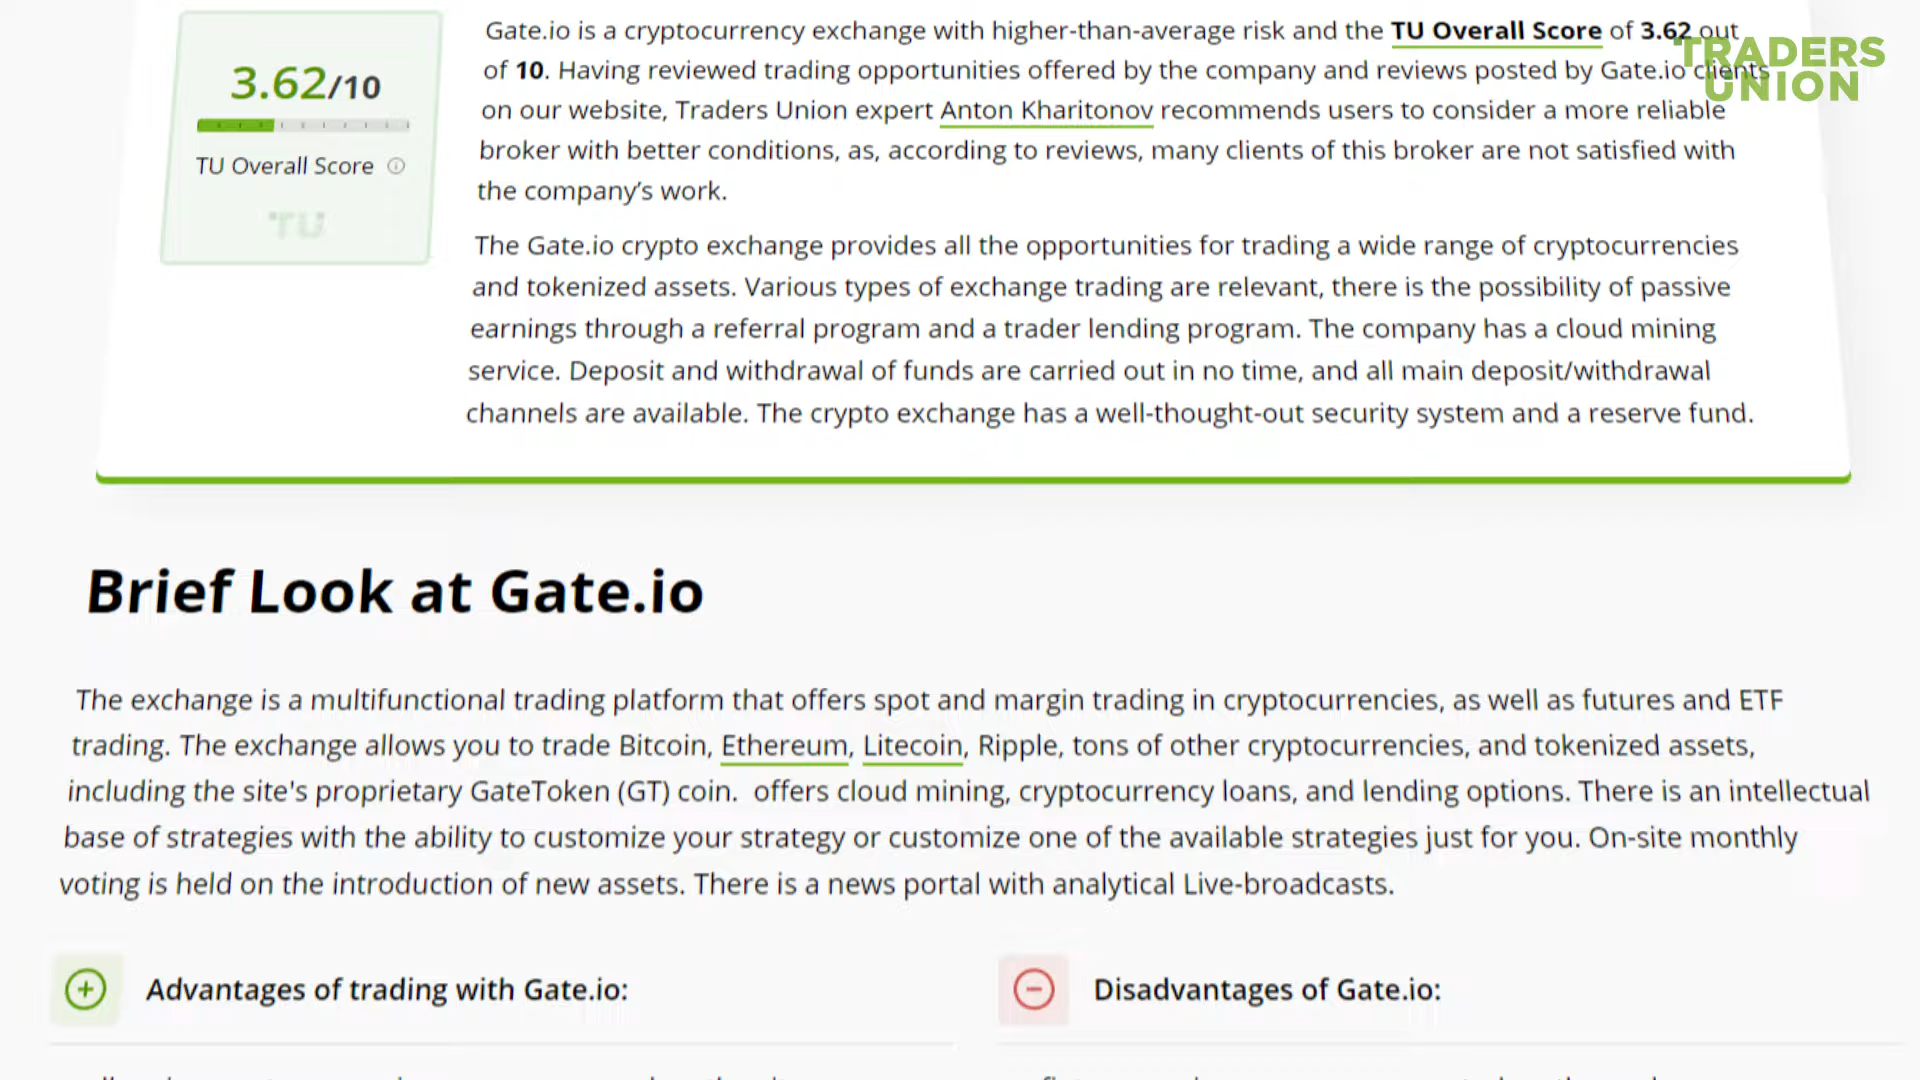 3.62/10
TU Overall Score
TU
Gate.io is a cryptocurrency exchange with higher-than-average risk and the TU Overall Score of 3.62 out
of 10. Having reviewed trading opportunities offered by the company and reviews posted by Gate.io clients
on our website, Traders Union expert Anton Kharitonov recommends users to consider a more reliable
broker with better conditions, as, according to reviews, many clients of this broker are not satisfied with
the company’s work.
The Gate.io crypto exchange provides all the opportunities for trading a wide range of cryptocurrencies
and tokenized assets. Various types of exchange trading are relevant, there is the possibility of passive
earnings through a referral program and a trader lending program. The company has a cloud mining
service. Deposit and withdrawal of funds are carried out in no time, and all main deposit/withdrawal
channels are available. The crypto exchange has a well-thought-out security system and a reserve fund.
TRADERS
UNION
Brief Look at Gate.io
The exchange is a multifunctional trading platform that offers spot and margin trading in cryptocurrencies, as well as futures and ETF
trading. The exchange allows you to trade Bitcoin, Ethereum, Litecoin, Ripple, tons of other cryptocurrencies, and tokenized assets,
including the site's proprietary GateToken (GT) coin.  offers cloud mining, cryptocurrency loans, and lending options. There is an intellectual
base of strategies with the ability to customize your strategy or customize one of the available strategies just for you. On-site monthly
voting is held on the introduction of new assets. There is a news portal with analytical Live-broadcasts.
Advantages of trading with Gate.io:
Disadvantages of Gate.io: